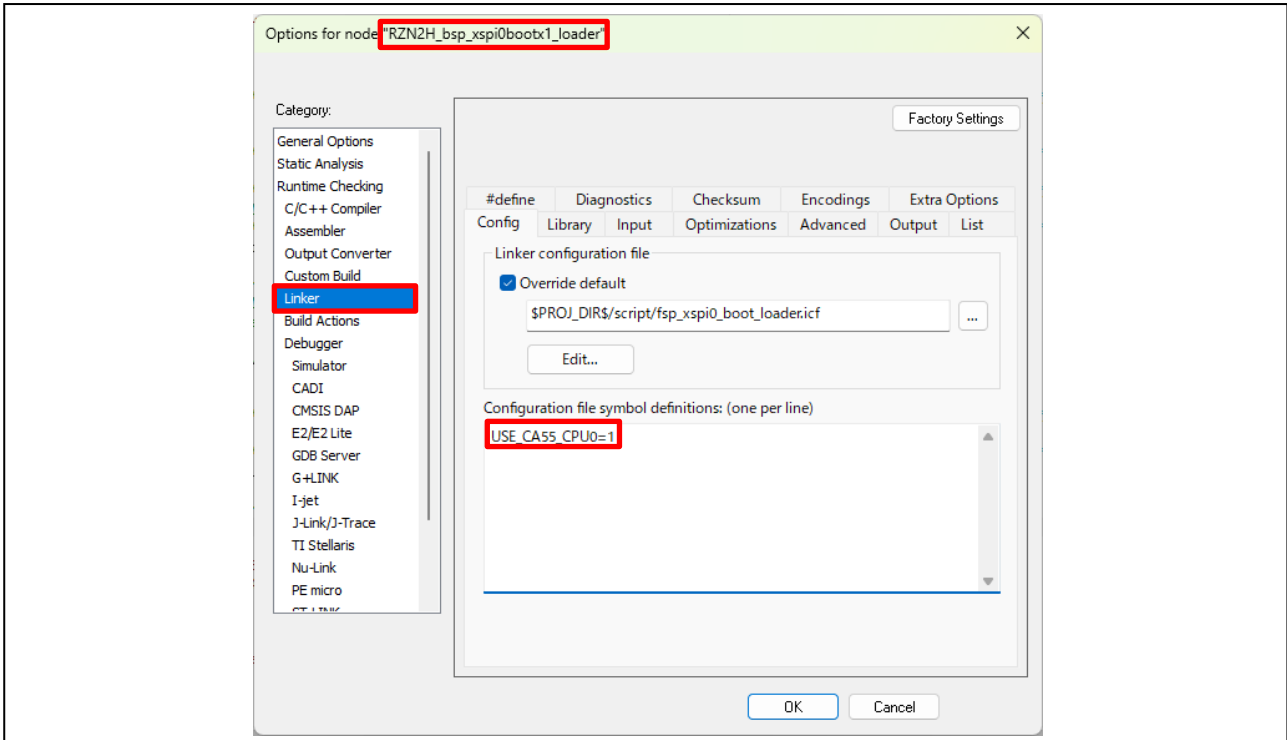 Options for node "RZN2H_bsp_xspi0bootx1_loader"
Category:
General Options
Static Analysis
Runtime Checking
C/C++ Compiler
Assembler
Output Converter
Custom Build
Linker
Build Actions
Debugger
Simulator
CADI
CMSIS DAP
E2/E2 Lite
GDB Server
G+LINK
I-jet
J-Link/J-Trace
TI Stellaris
Nu-Link
PE micro
ST-LINK
Factory Settings
#define Diagnostics Checksum Encodings Extra Options
Config Library Input Optimizations Advanced Output List
Linker configuration file
Override default
$PROJ_DIR$/script/fsp_xspi0_boot_loader.icf
...
Edit...
Configuration file symbol definitions: (one per line)
USE_CA55_CPU0=1
OK Cancel